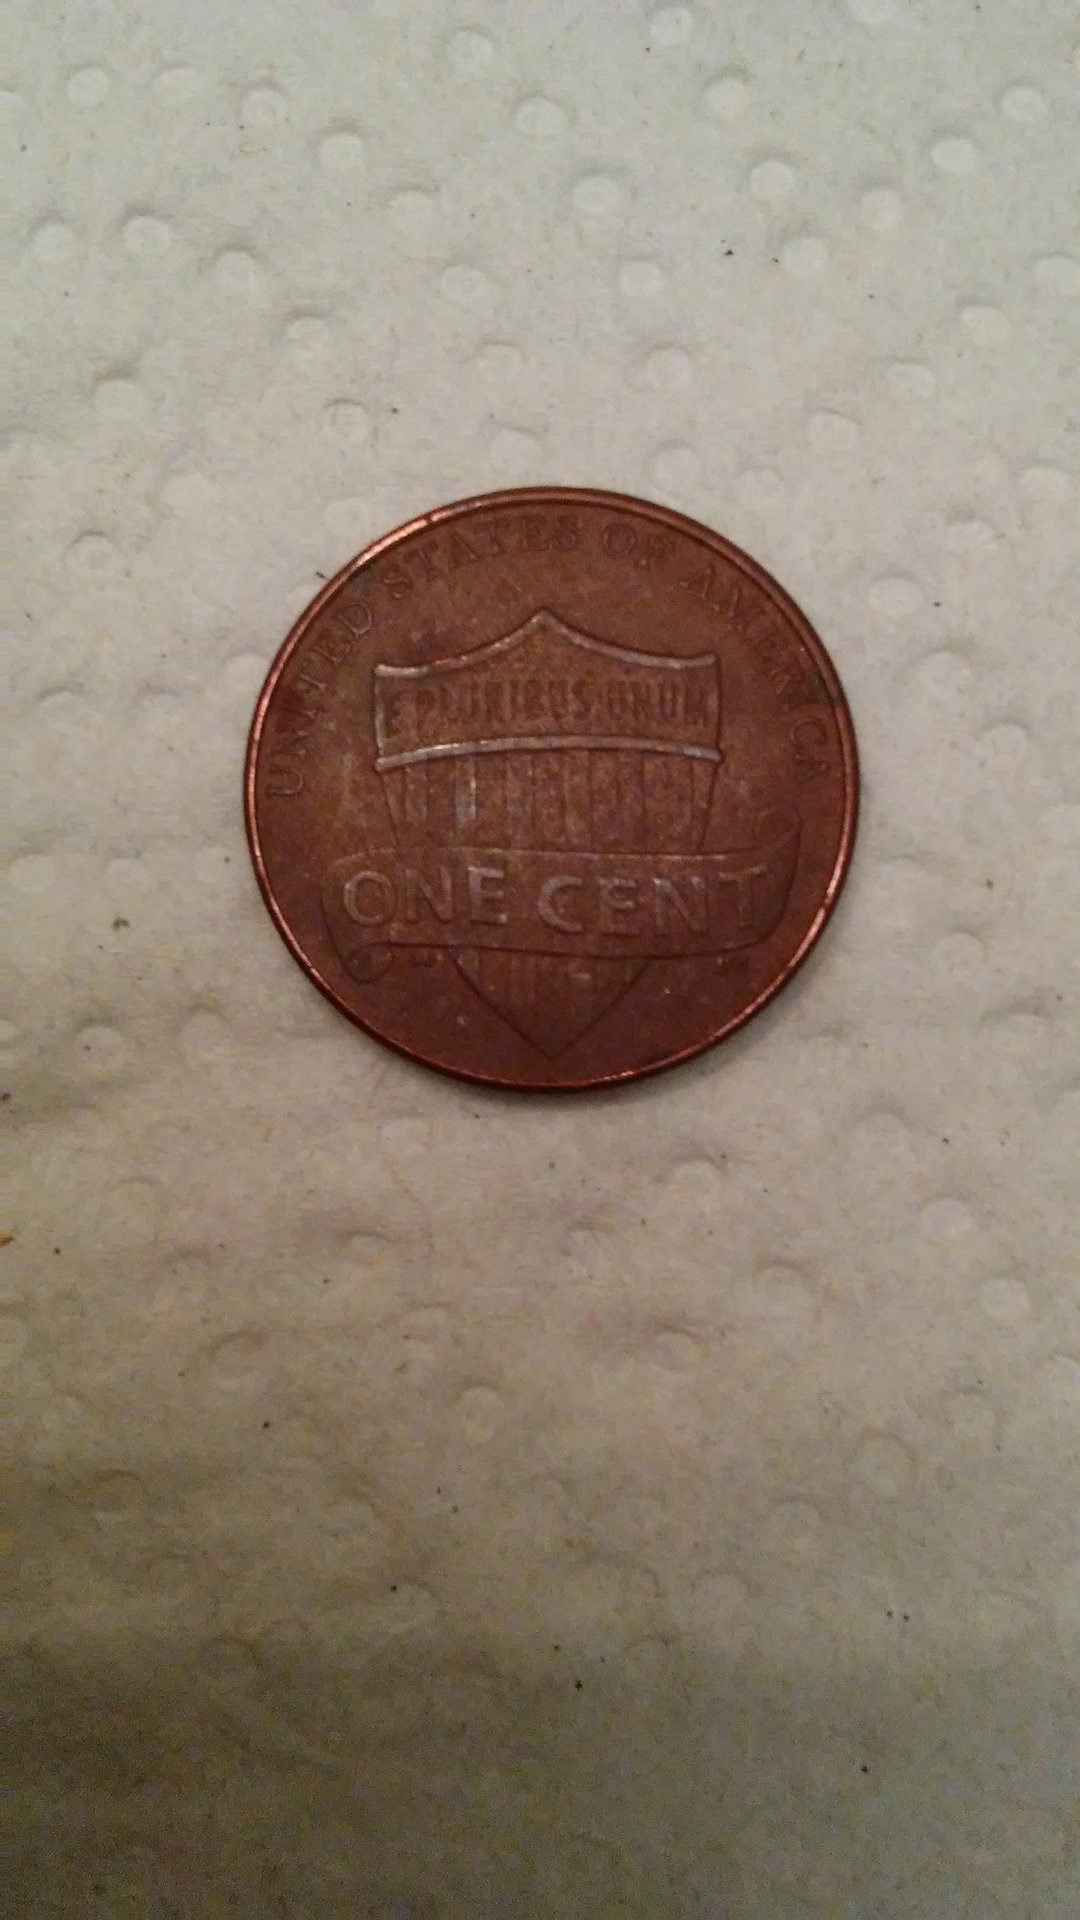 UNITED STATES OF AMERICA
E PLURIBUS UNUM
ONE CENT